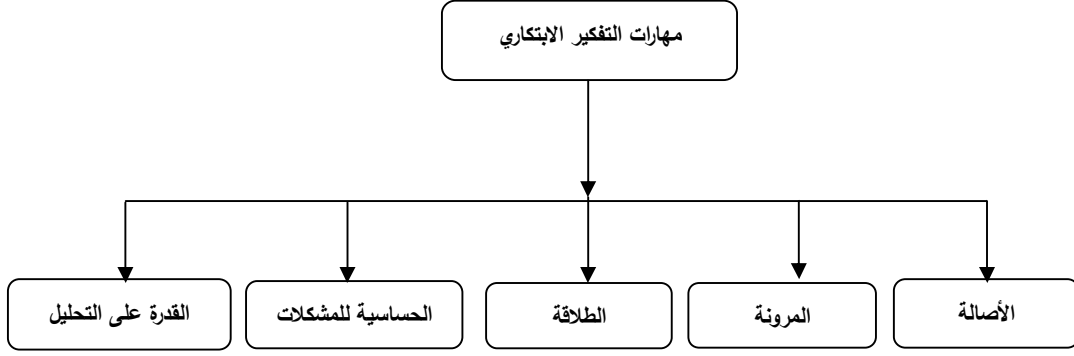 مهارات التفكير الابتكاري
الأصالة
المرونة
الطلاقة
الحساسية للمشكلات
القدرة على التحليل